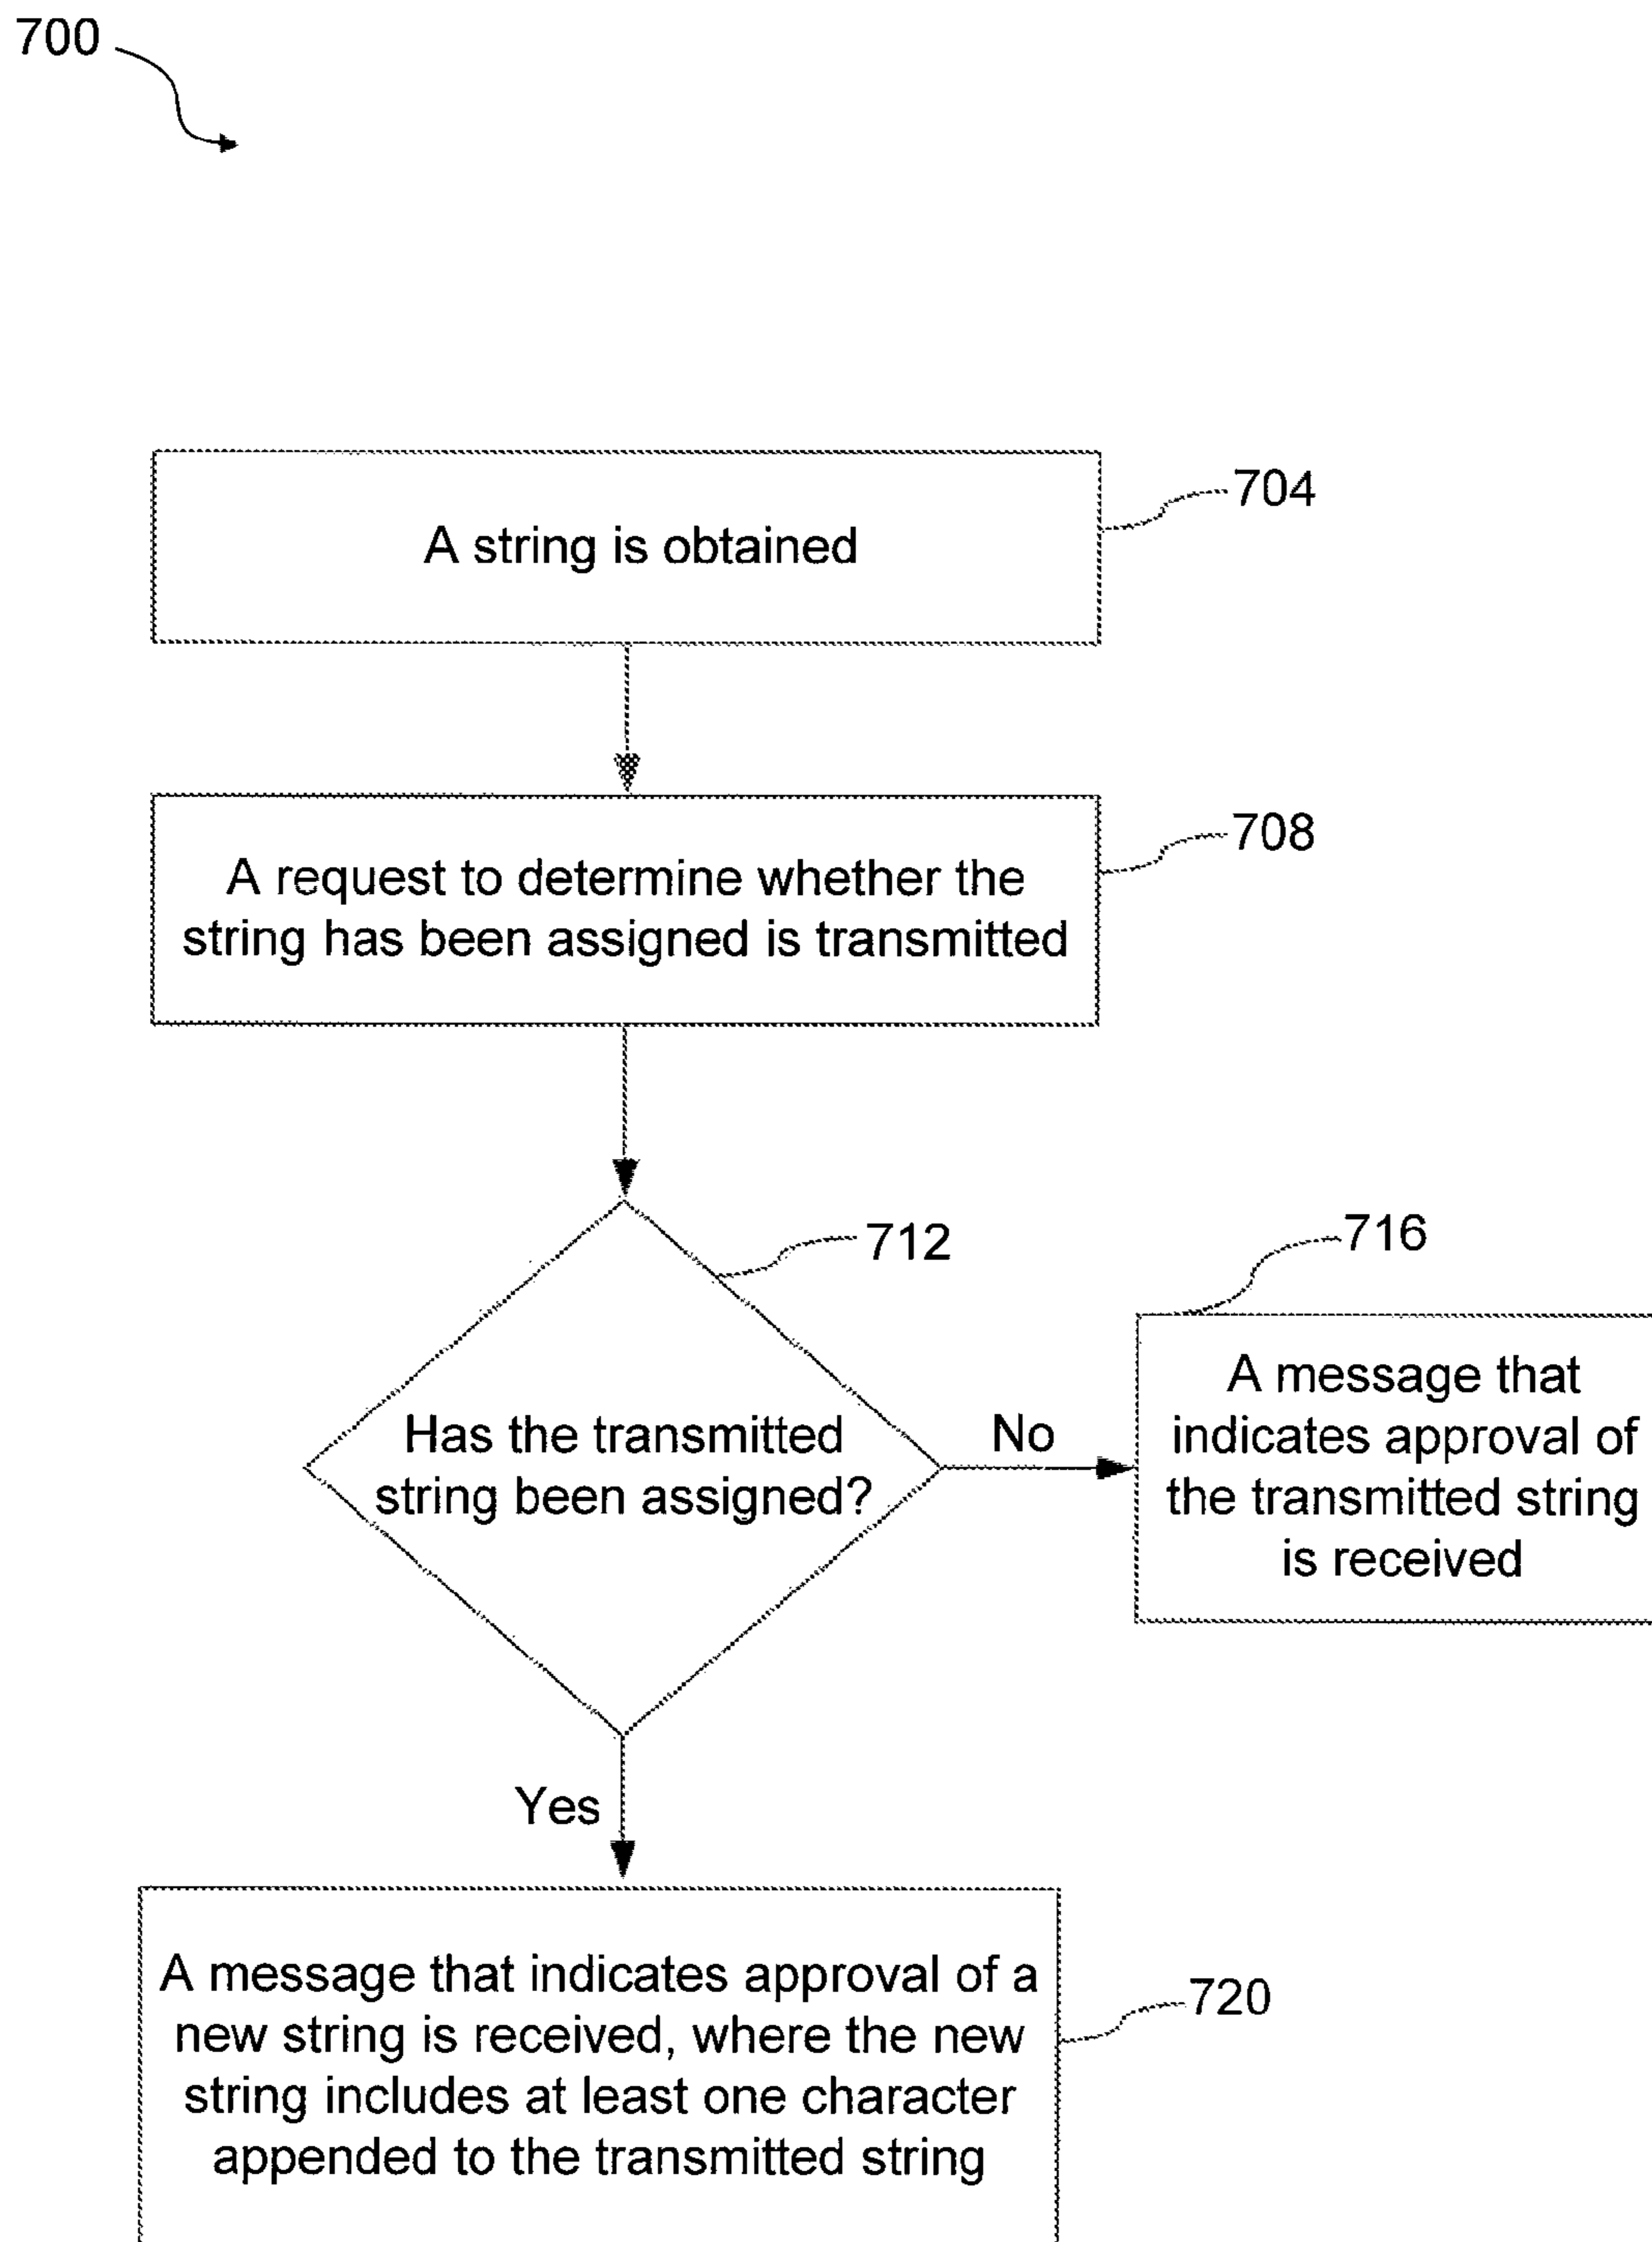 700
A string is obtained
704
A request to determine whether the
string has been assigned is transmitted
708
712
Has the transmitted
string been assigned?
No
716
A message that
indicates approval of
the transmitted string
is received
Yes
A message that indicates approval of a
new string is received, where the new
string includes at least one character
appended to the transmitted string
720